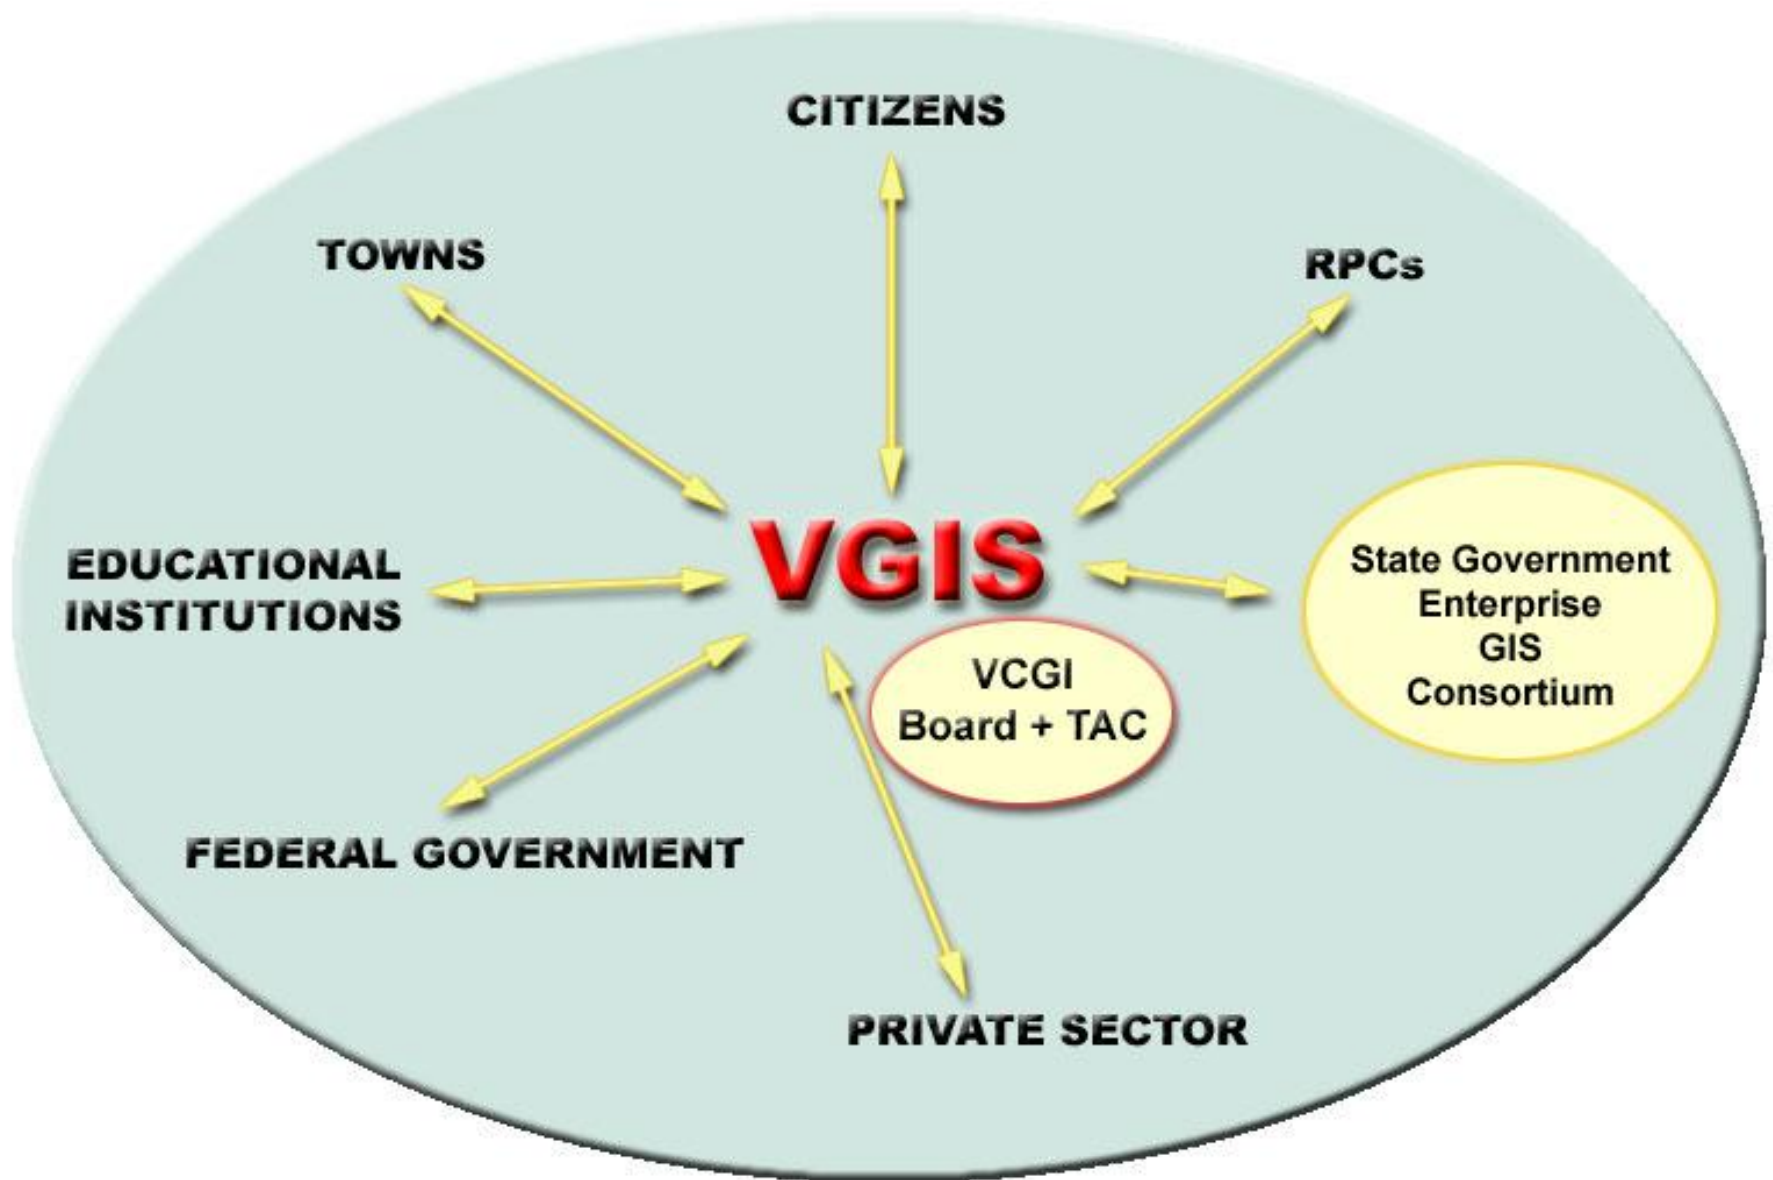 CITIZENS
TOWNS
RPCs
VGIS
EDUCATIONAL
INSTITUTIONS
State Government
Enterprise
GIS
Consortium
VCGI
Board + TAC
FEDERAL GOVERNMENT
PRIVATE SECTOR